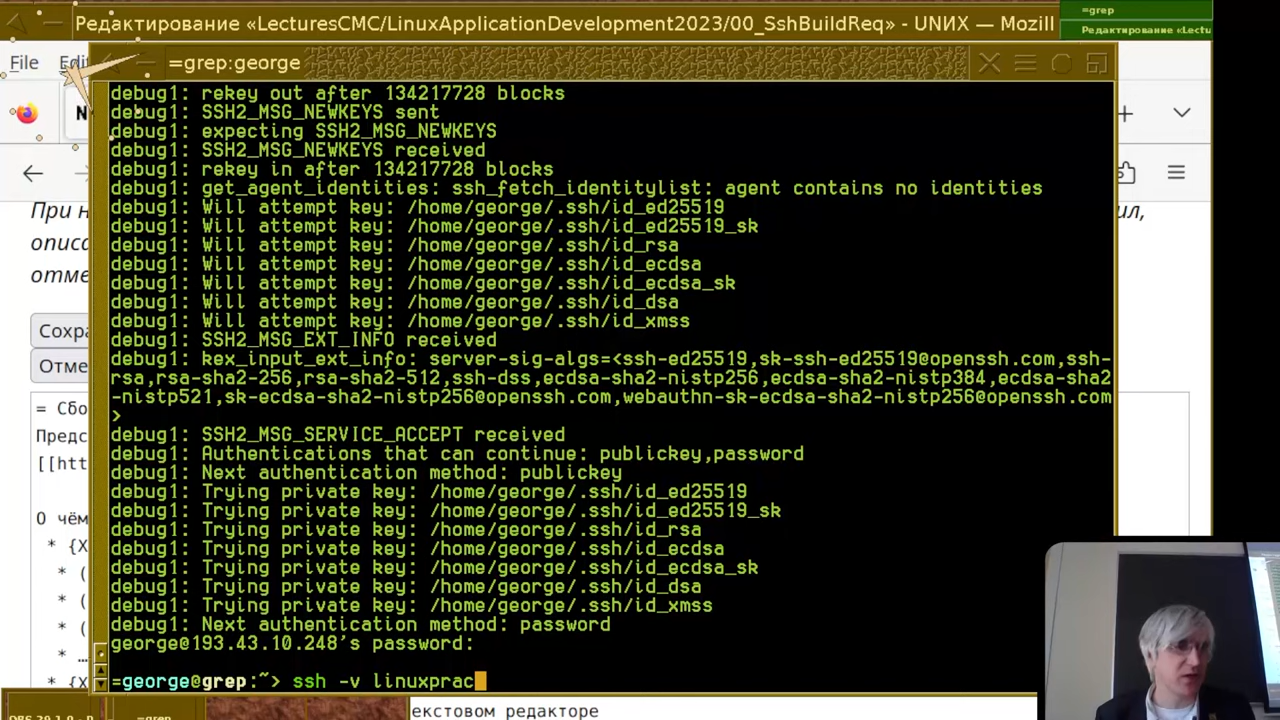 Редактирование «LecturesCMC/LinuxApplicationDevelopment2023/00_SshBuildReq» - UNИX — Mozill
=grep
Редактирование «Lectu
File Edi
=grep:george
debug1: rekey out after 134217728 blocks
debug1: SSH2_MSG_NEWKEYS sent
debug1: expecting SSH2_MSG_NEWKEYS
debug1: SSH2_MSG_NEWKEYS received
debug1: rekey in after 134217728 blocks
debug1: get_agent_identities: ssh_fetch_identitylist: agent contains no identities
debug1: Will attempt key: /home/george/.ssh/id_ed25519
debug1: Will attempt key: /home/george/.ssh/id_ed25519_sk
debug1: Will attempt key: /home/george/.ssh/id_rsa
debug1: Will attempt key: /home/george/.ssh/id_ecdsa
debug1: Will attempt key: /home/george/.ssh/id_ecdsa_sk
debug1: Will attempt key: /home/george/.ssh/id_dsa
debug1: Will attempt key: /home/george/.ssh/id_xmss
debug1: SSH2_MSG_EXT_INFO received
debug1: kex_input_ext_info: server-sig-algs=<ssh-ed25519,sk-ssh-ed25519@openssh.com,ssh-
rsa,rsa-sha2-256,rsa-sha2-512,ssh-dss,ecdsa-sha2-nistp256,ecdsa-sha2-nistp384,ecdsa-sha2
-nistp521,sk-ecdsa-sha2-nistp256@openssh.com,webauthn-sk-ecdsa-sha2-nistp256@openssh.com
>
debug1: SSH2_MSG_SERVICE_ACCEPT received
debug1: Authentications that can continue: publickey,password
debug1: Next authentication method: publickey
debug1: Trying private key: /home/george/.ssh/id_ed25519
debug1: Trying private key: /home/george/.ssh/id_ed25519_sk
debug1: Trying private key: /home/george/.ssh/id_rsa
debug1: Trying private key: /home/george/.ssh/id_ecdsa
debug1: Trying private key: /home/george/.ssh/id_ecdsa_sk
debug1: Trying private key: /home/george/.ssh/id_dsa
debug1: Trying private key: /home/george/.ssh/id_xmss
debug1: Next authentication method: password
george@193.43.10.248's password:
=george@grep:~> ssh -v linuxprac
При н
ил,
описа
отме
Сохра
Отме
= Сбо
Предс
[[htt
О чём
* {X
* (
* (
* (
* …
* {X
екстовом редакторе
=grep